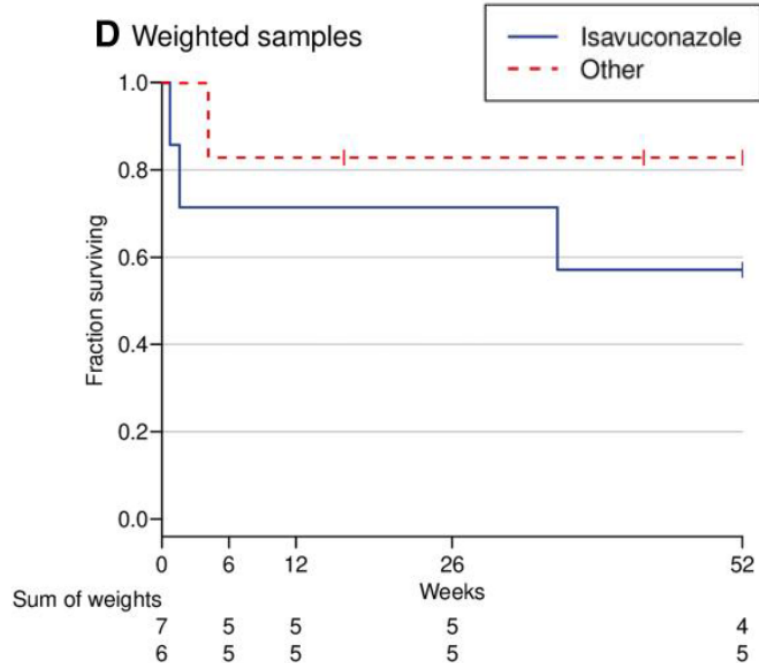 D Weighted samples
Isavuconazole
Other
1.0
0.8
0.6
0.4
0.2
0.0
Fraction surviving
0 6 12 26 52
Weeks
Sum of weights
7 5 5 5 4
6 5 5 5 5